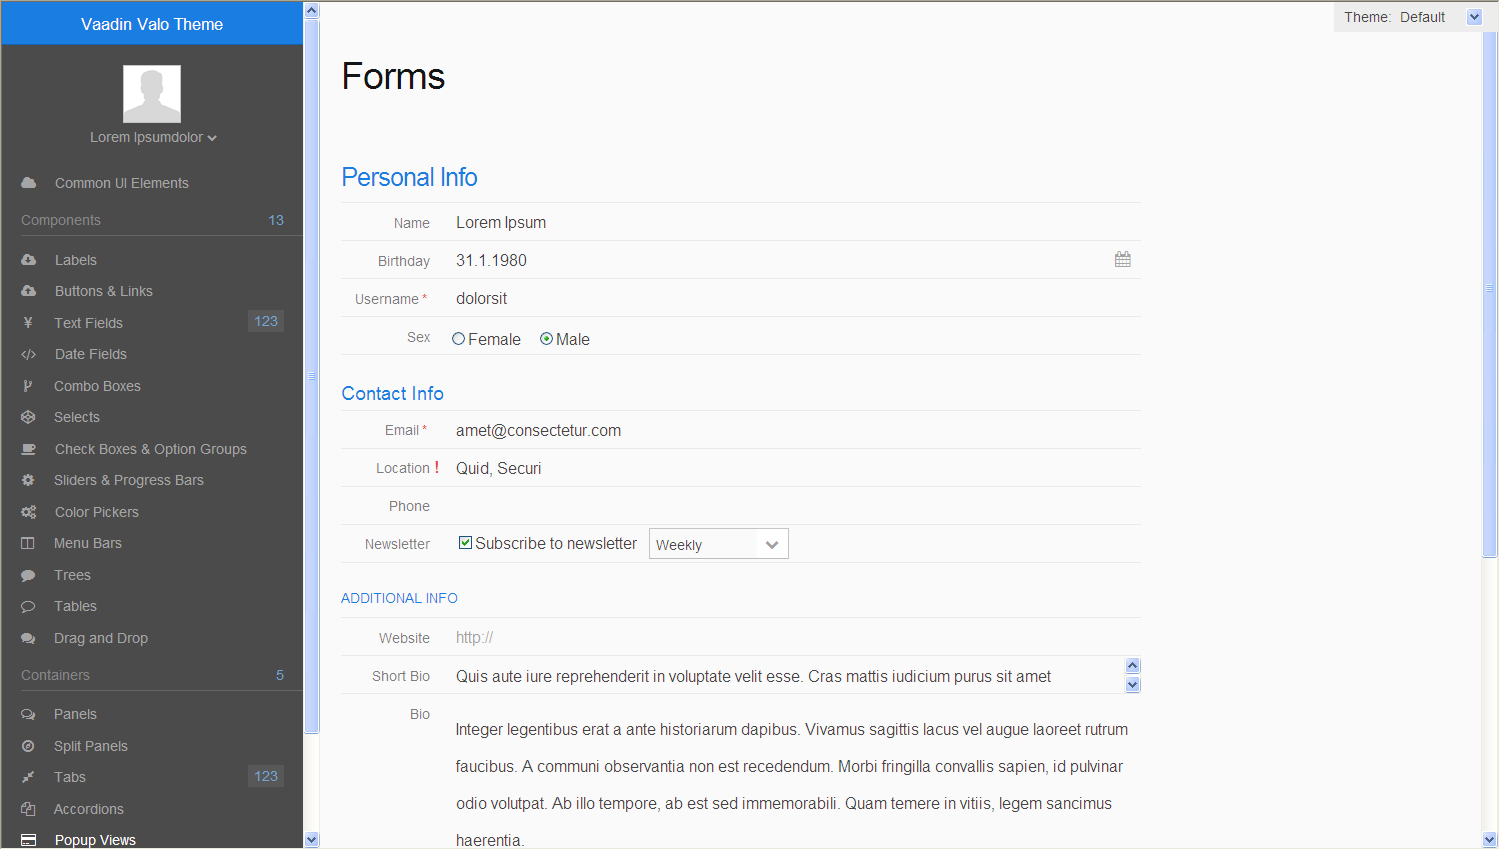 Vaadin Valo Theme
Lorem Ipsumdolor
Common UI Elements
Components 13
Labels
Buttons & Links
Text Fields 123
Date Fields
Combo Boxes
Selects
Check Boxes & Option Groups
Sliders & Progress Bars
Color Pickers
Menu Bars
Trees
Tables
Drag and Drop
Containers 5
Panels
Split Panels
Tabs 123
Accordions
Popup Views
Theme: Default
Forms
Personal Info
Name Lorem Ipsum
Birthday 31.1.1980
Username * dolorsit
Sex Female Male
Contact Info
Email * amet@consectetur.com
Location ! Quid, Securi
Phone
Newsletter Subscribe to newsletter Weekly
ADDITIONAL INFO
Website http://
Short Bio Quis aute iure reprehenderit in voluptate velit esse. Cras mattis iudicium purus sit amet
Bio
Integer legentibus erat a ante historiarum dapibus. Vivamus sagittis lacus vel augue laoreet rutrum
faucibus. A communi observantia non est recedendum. Morbi fringilla convallis sapien, id pulvinar
odio volutpat. Ab illo tempore, ab est sed immemorabili. Quam temere in vitiis, legem sancimus
haerentia.